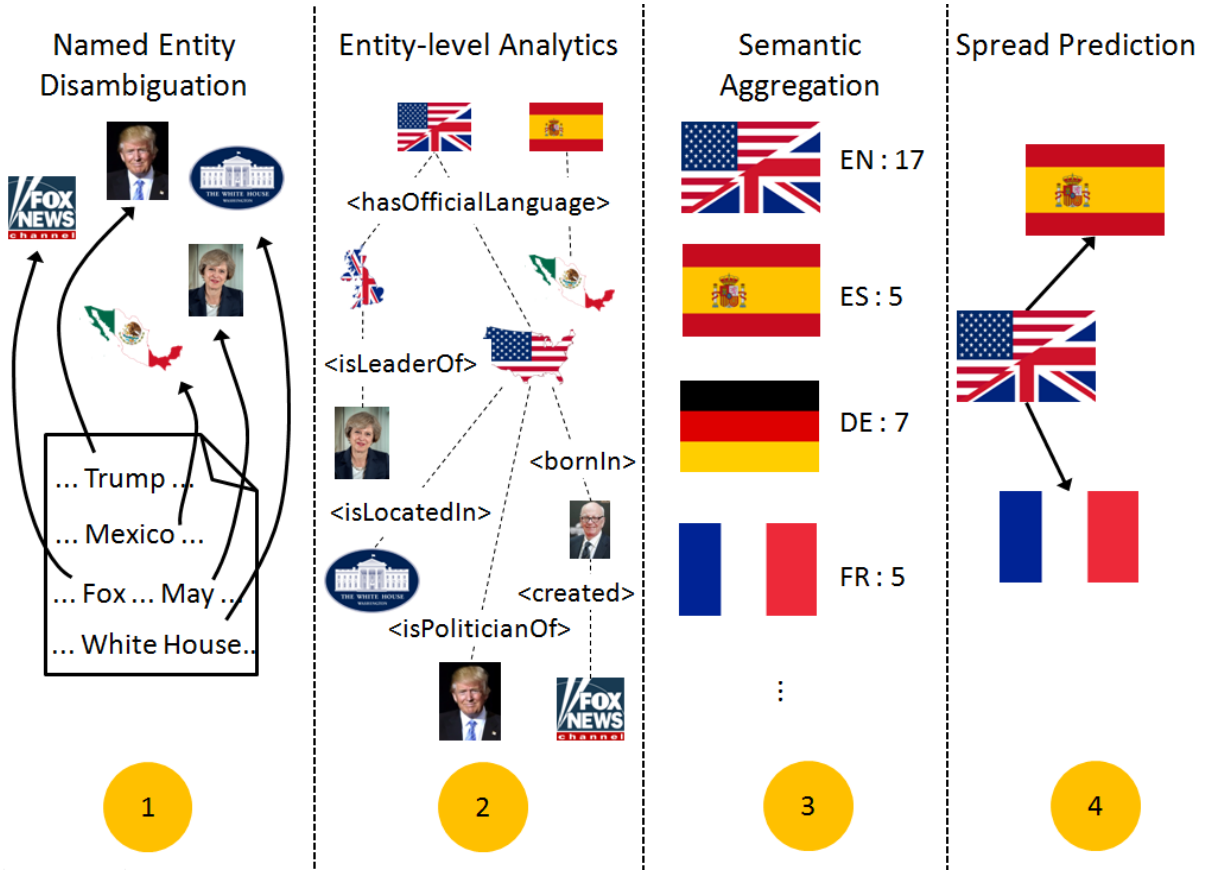 Named Entity
Disambiguation
FOX
NEWS
channel
THE WHITE HOUSE
WASHINGTON
... Trump ...
... Mexico ...
... Fox ... May ...
... White House..
1
Entity-level Analytics
<hasOfficialLanguage>
<isLeaderOf>
<bornIn>
<isLocatedIn>
THE WHITE HOUSE
WASHINGTON
<created>
<isPoliticianOf>
FOX
NEWS
channel
2
Semantic
Aggregation
EN : 17
ES : 5
DE : 7
FR : 5
...
3
Spread Prediction
4